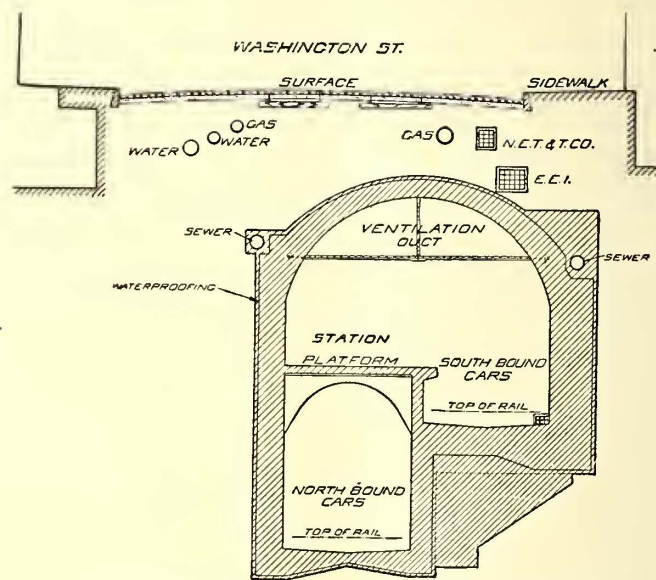 WASHINGTON ST.
SURFACE
SIDEWALK
GAS
WATER
WATER
GAS
N.E.T. & T. CO.
E.E.I.
SEWER
VENTILATION
DUCT
SEWER
WATERPROOFING
STATION
PLATFORM
SOUTH BOUND
CARS
TOP OF RAIL
NORTH BOUND
CARS
TOP OF RAIL